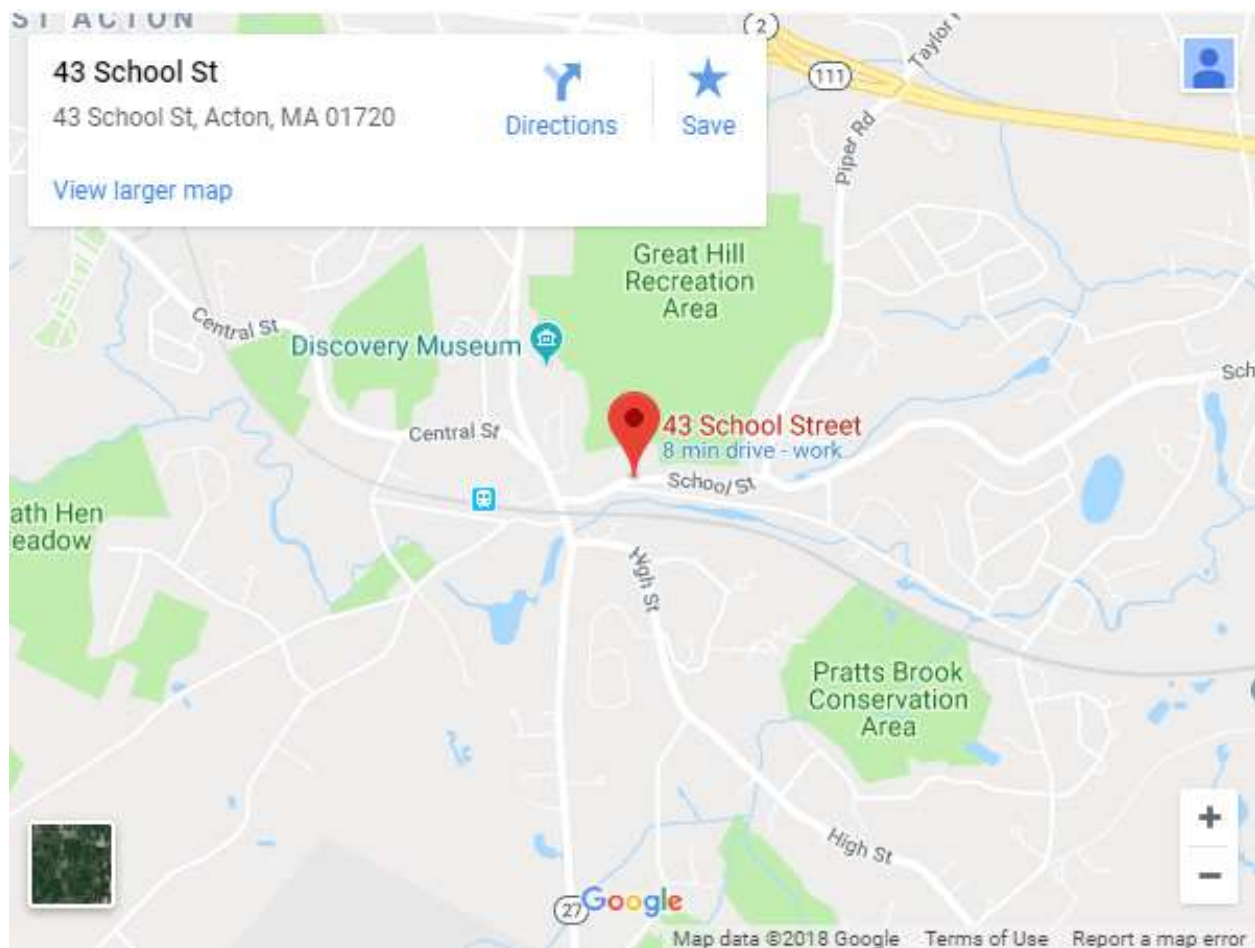 ST ACTON
43 School St
43 School St, Acton, MA 01720
Directions
Save
View larger map
2
111
Taylor
Piper Rd
Great Hill
Recreation
Area
Central St
Discovery Museum
Central St
43 School Street
8 min drive - work
School St
Sch
ath Hen
eadow
High St
Pratts Brook
Conservation
Area
High St
+
−
27
Google
Map data ©2018 Google
Terms of Use
Report a map error